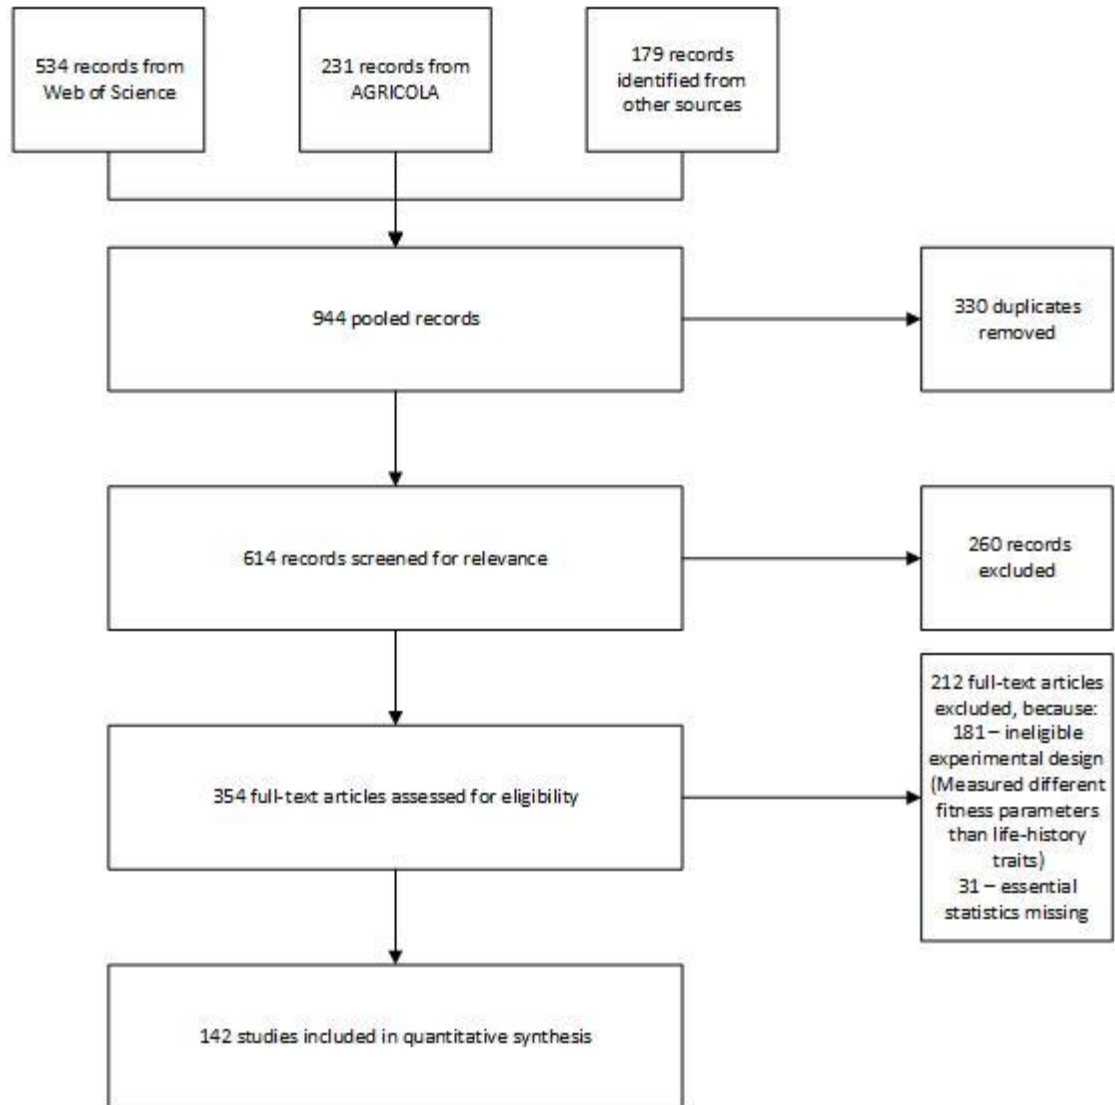 534 records from
Web of Science
231 records from
AGRICOLA
179 records
identified from
other sources
944 pooled records
330 duplicates
removed
614 records screened for relevance
260 records
excluded
354 full-text articles assessed for eligibility
212 full-text articles
excluded, because:
181 – ineligible
experimental design
(Measured different
fitness parameters
than life-history
traits)
31 – essential
statistics missing
142 studies included in quantitative synthesis